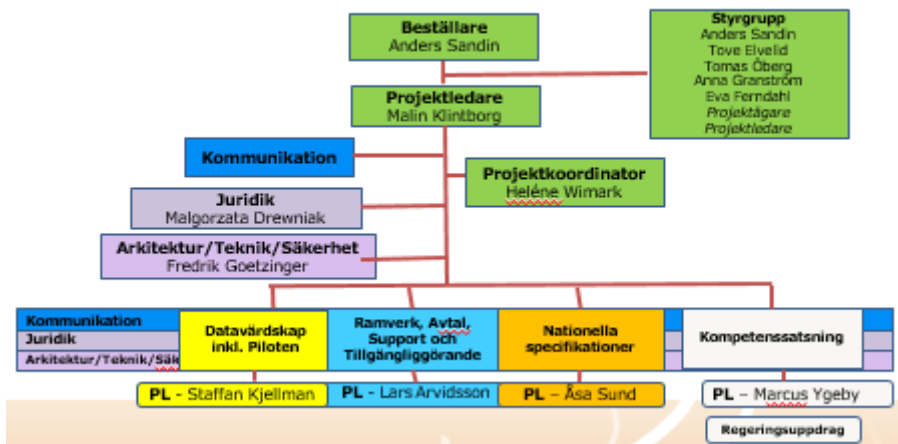 Beställare
Anders Sandin
Styrgrupp
Anders Sandin
Tove Elvelid
Tomas Öberg
Anna Granström
Eva Ferndahl
Projektägare
Projektledare
Projektledare
Malin Klintborg
Kommunikation
Projektkoordinator
Heléne Wimark
Juridik
Malgorzata Drewniak
Arkitektur/Teknik/Säkerhet
Fredrik Goetzinger
Kommunikation
Juridik
Arkitektur/Teknik/Säk
Datavärdskap
inkl. Piloten
Ramverk, Avtal,
Support och
Tillgängliggörande
Nationella
specifikationer
Kompetenssatsning
PL - Staffan Kjellman
PL - Lars Arvidsson
PL – Åsa Sund
PL – Marcus Ygeby
Regeringsuppdrag